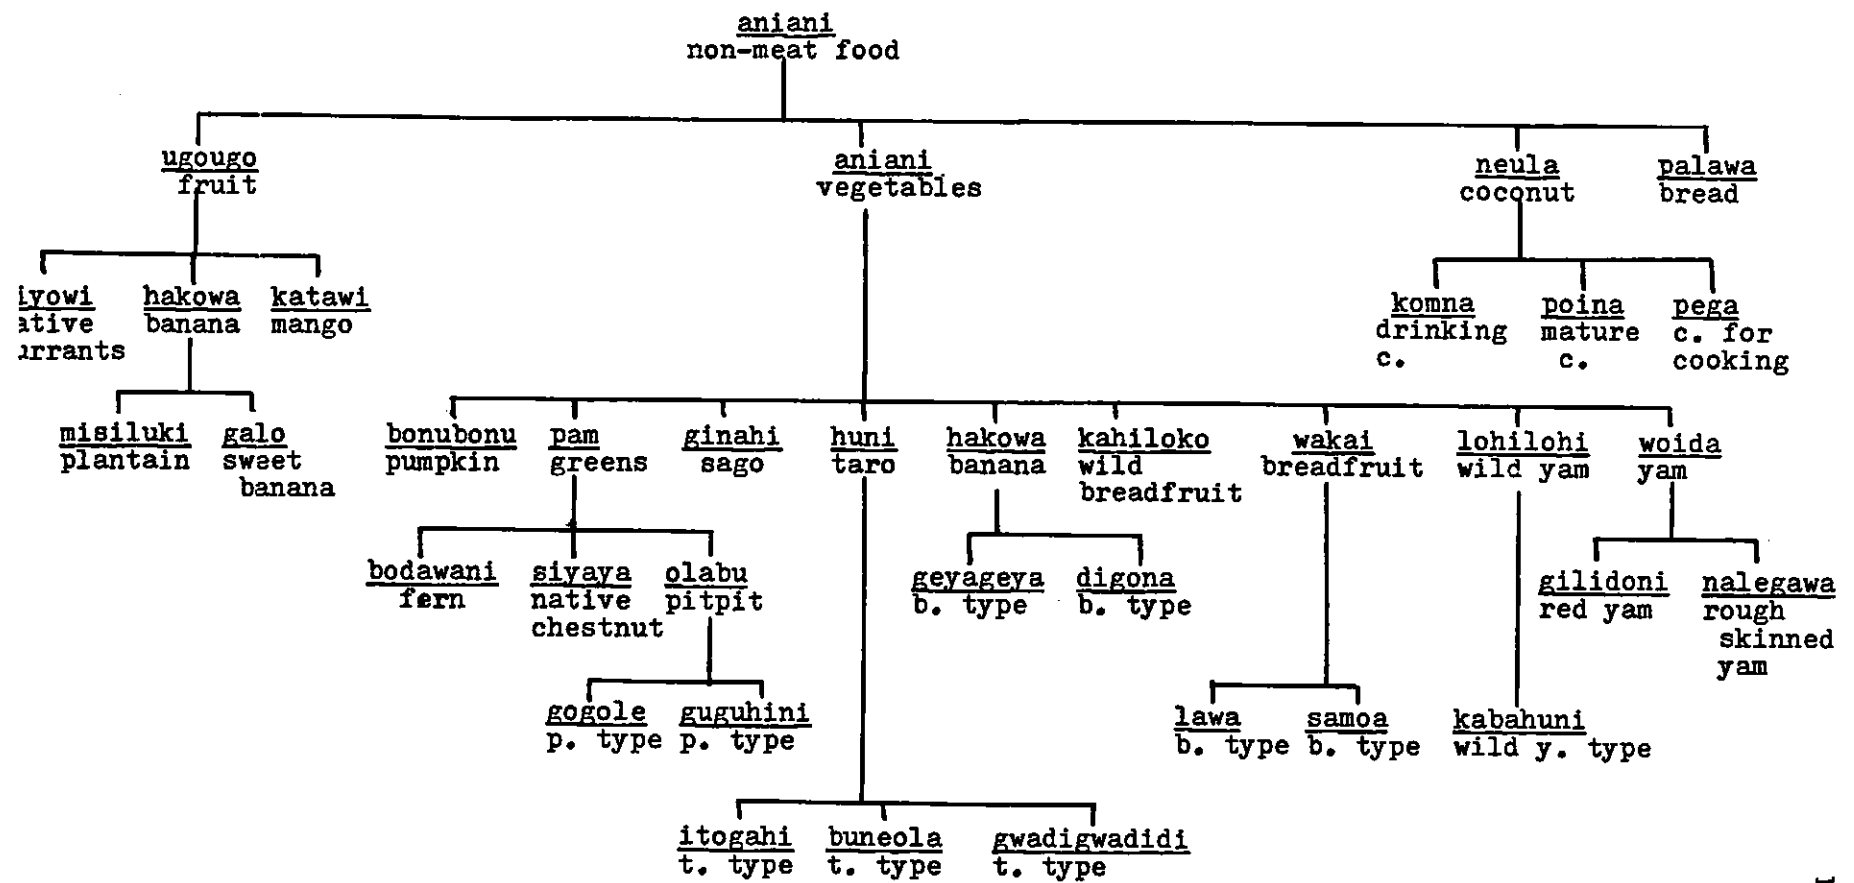 aniani
non-meat food
ugougo
fruit
aniani
vegetables
neula
coconut
palawa
bread
hakowa
banana
katawi
mango
komna
drinking
c.
poina
mature
c.
pega
c. for
cooking
misiluki
plantain
galo
sweet
banana
bonubonu
pumpkin
pam
greens
ginahi
sago
huni
taro
hakowa
banana
kahiloko
wild
breadfruit
wakai
breadfruit
lohilohi
wild yam
woida
yam
bodawani
fern
siyaya
native
chestnut
olabu
pitpit
geyageya
b. type
digona
b. type
gilidoni
red yam
nalegawa
rough
skinned
yam
gogole
p. type
guguhini
p. type
lawa
b. type
samoa
b. type
kabahuni
wild y. type
itogahi
t. type
buneola
t. type
gwadigwadidi
t. type